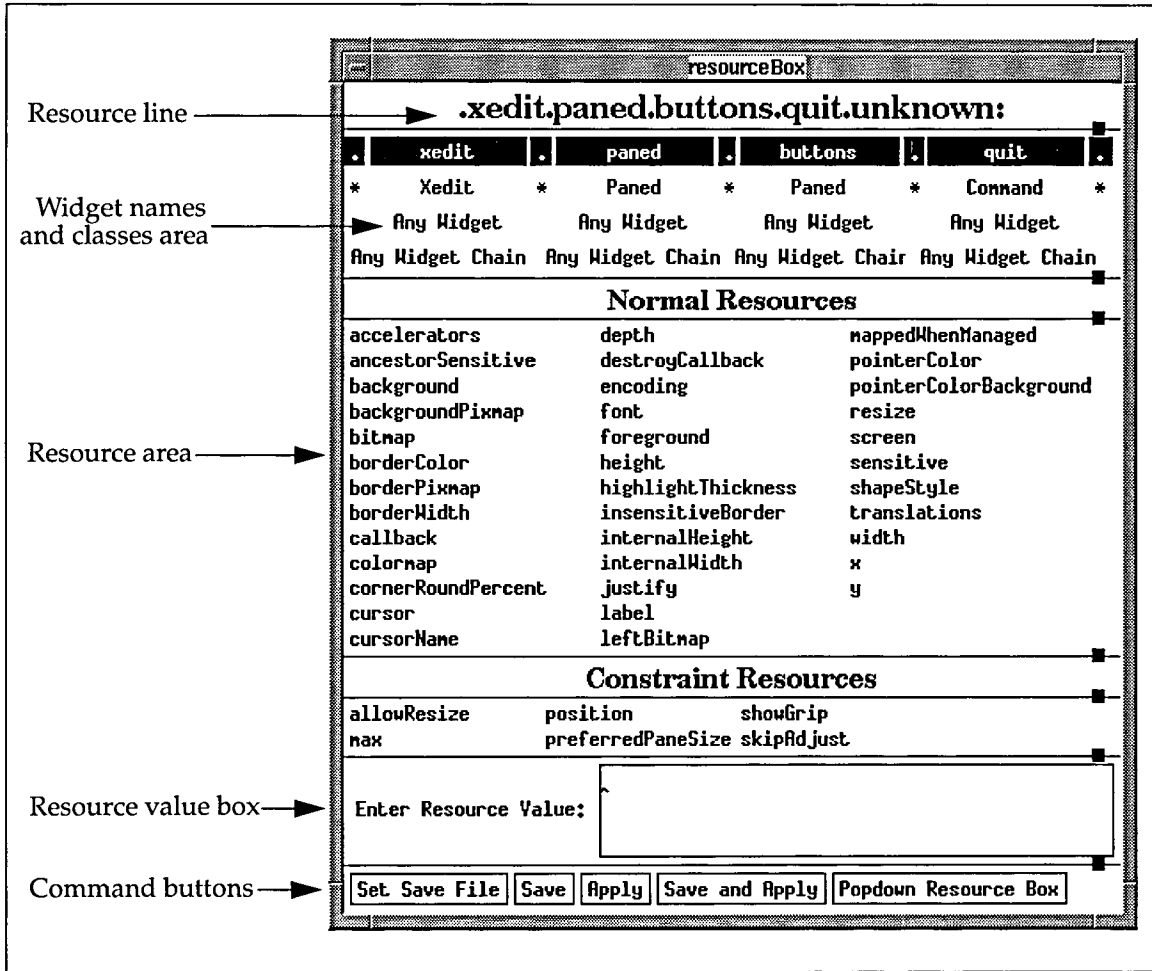 resourceBox
Resource line
.xedit.paned.buttons.quit.unknown:
. xedit . paned . buttons . quit .
* Xedit * Paned * Paned * Command *
Widget names
and classes area
Any Widget Any Widget Any Widget Any Widget
Any Widget Chain Any Widget Chain Any Widget Chair Any Widget Chain
Normal Resources
accelerators depth mappedWhenManaged
ancestorSensitive destroyCallback pointerColor
background encoding pointerColorBackground
backgroundPixmap font resize
bitmap foreground screen
Resource area
borderColor height sensitive
borderPixmap highlightThickness shapeStyle
borderWidth insensitiveBorder translations
callback internalHeight width
colormap internalWidth x
cornerRoundPercent justify y
cursor label
cursorName leftBitmap
Constraint Resources
allowResize position showGrip
max preferredPaneSize skipAdjust
Resource value box
Enter Resource Value:
^
Command buttons
Set Save File Save Apply Save and Apply Popdown Resource Box